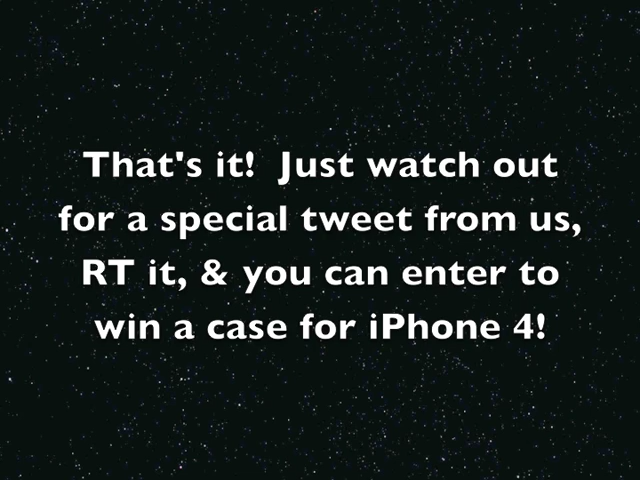 That's it!  Just watch out
for a special tweet from us,
RT it, & you can enter to
win a case for iPhone 4!